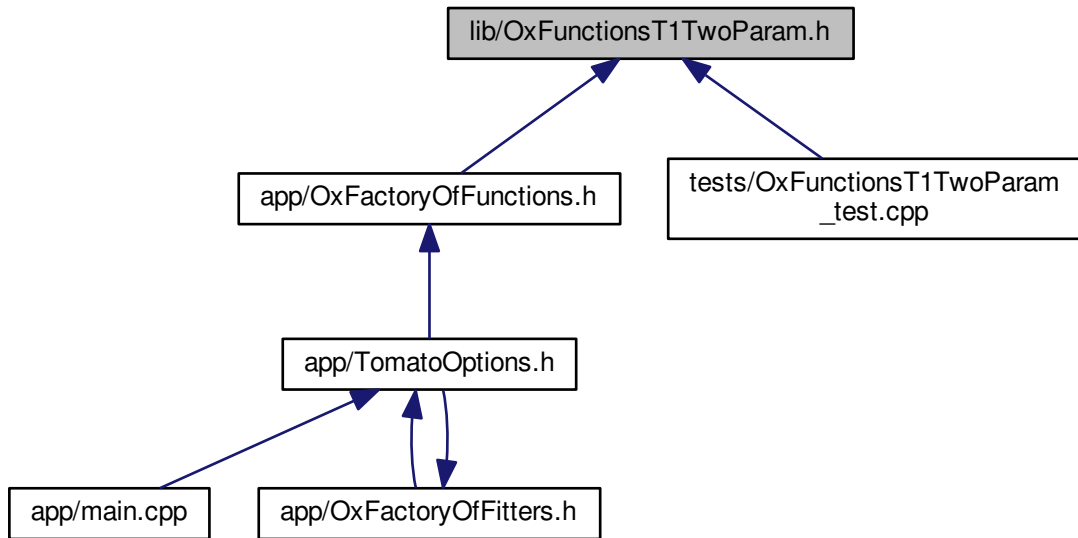 lib/OxFunctionsT1TwoParam.h
app/OxFactoryOfFunctions.h
tests/OxFunctionsT1TwoParam
_test.cpp
app/TomatoOptions.h
app/main.cpp
app/OxFactoryOfFitters.h